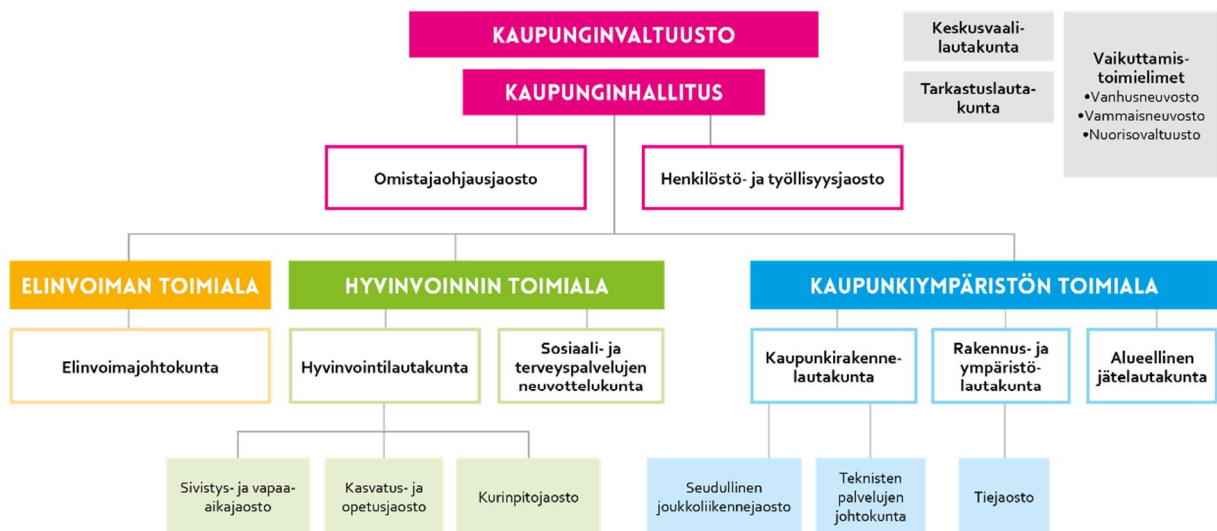 KAUPUNGINVALTUUSTO
KAUPUNGINHALLITUS
Keskusvaali-
lautakunta
Tarkastuslauta-
kunta
Vaikuttamis-
toimielimet
•Vanhusneuvosto
•Vammaisneuvosto
•Nuorisovaltuusto
Omistajaohjausjaosto
Henkilöstö- ja työllisyysjaosto
ELINVOIMAN TOIMIALA
HYVINVOINNIN TOIMIALA
KAUPUNKIYMPÄRISTÖN TOIMIALA
Elinvoimajohtokunta
Hyvinvointilautakunta
Sosiaali- ja
terveyspalvelujen
neuvottelukunta
Kaupunkirakenne-
lautakunta
Rakennus- ja
ympäristö-
lautakunta
Alueellinen
jätelautakunta
Sivistys- ja vapaa-
aikajaosto
Kasvatus- ja
opetusjaosto
Kurinpitojaosto
Seudullinen
joukkoliikennejaosto
Teknisten
palvelujen
johtokunta
Tiejaosto